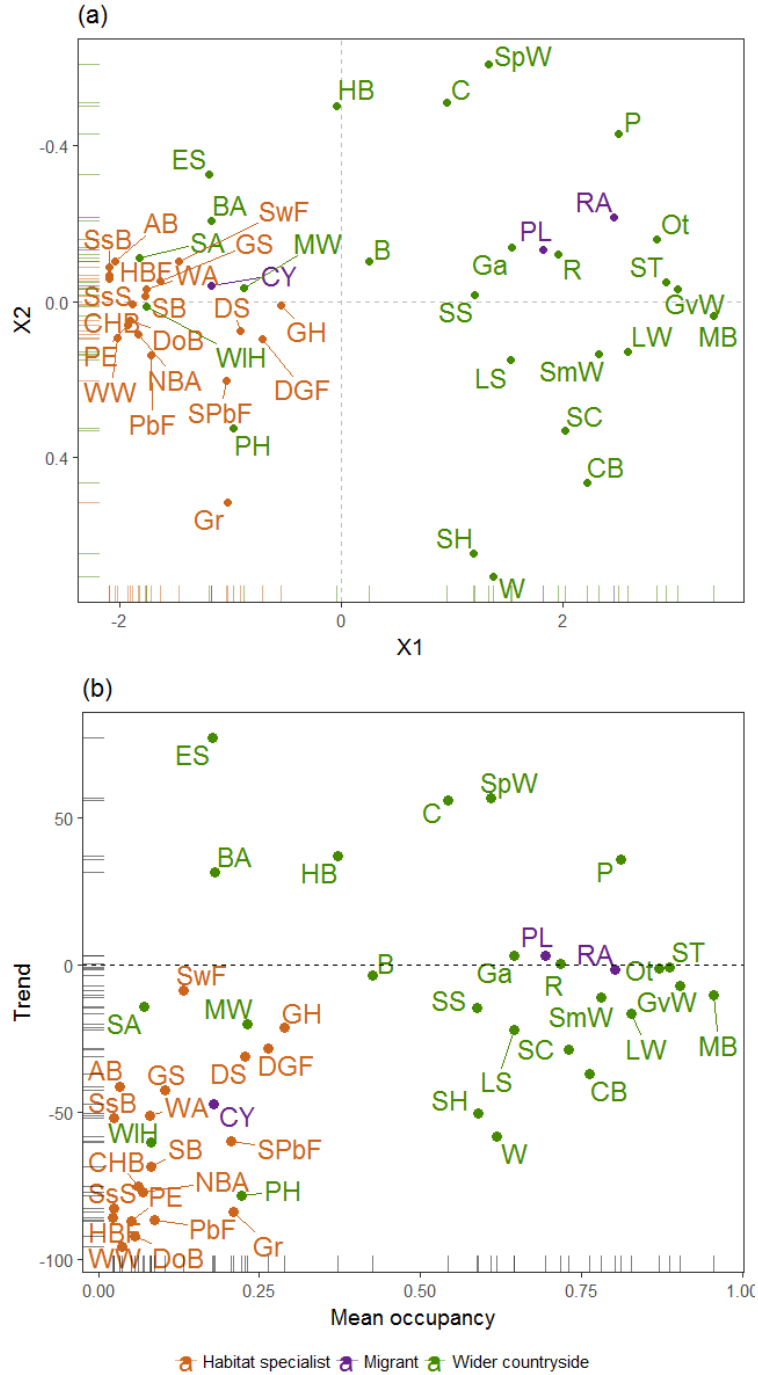 (a)
SpW
HB
C
P
-0.4
ES
AB
BA
SwF
RA
PL
Ot
SsB
SA
GS
MW
B
HBF
WA
CY
Ga
R
ST
X2
0.0
SsS
SB
DS
GH
SS
GvW
MB
CHB
DoB
WIH
LW
PE
NBA
DGF
LS
SmW
WW
PbF
SPbF
SC
PH
0.4
CB
Gr
SH
W
-2
0
2
X1
(b)
ES
SpW
50
C
BA
HB
P
PL
RA
ST
B
0
SwF
Ga
R
Ot
SA
MW
GH
SS
SmW
GvW
Trend
AB
GS
DS
DGF
SC
LW
MB
SsB
WA
CY
LS
CB
-50
WIH
SB
SPbF
SH
W
CHB
NBA
SsS
PE
PH
HBF
PbF
Gr
WW
DoB
-100
0.00
0.25
0.50
0.75
1.00
Mean occupancy
a Habitat specialist a Migrant a Wider countryside